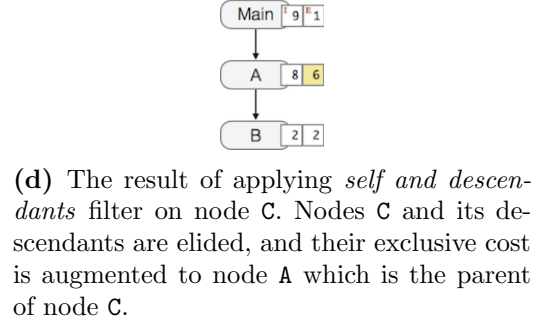 Main I 9 E 1
A 8 6
B 2 2
(d) The result of applying self and descen-
dants filter on node C. Nodes C and its de-
scendants are elided, and their exclusive cost
is augmented to node A which is the parent
of node C.